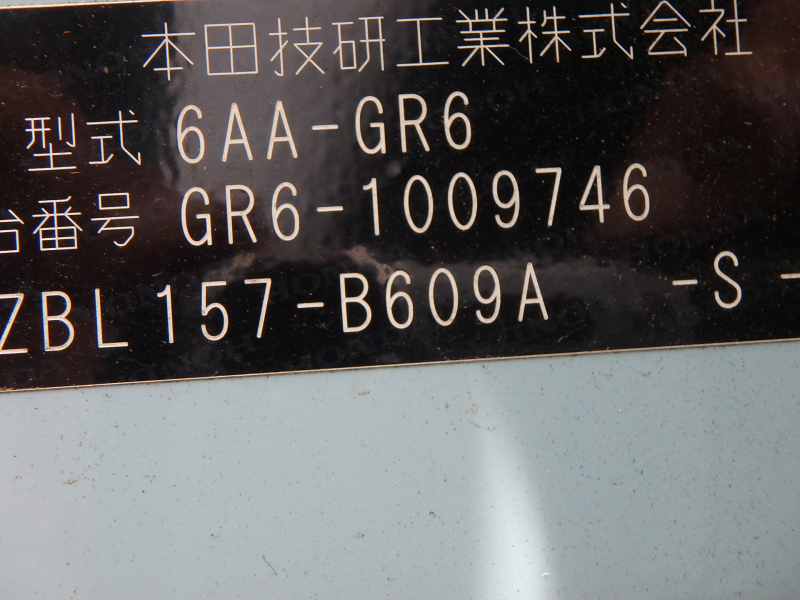 本田技研工業株式会社
型式 6AA-GR6
台番号 GR6-1009746
ZBL157-B609A -S -